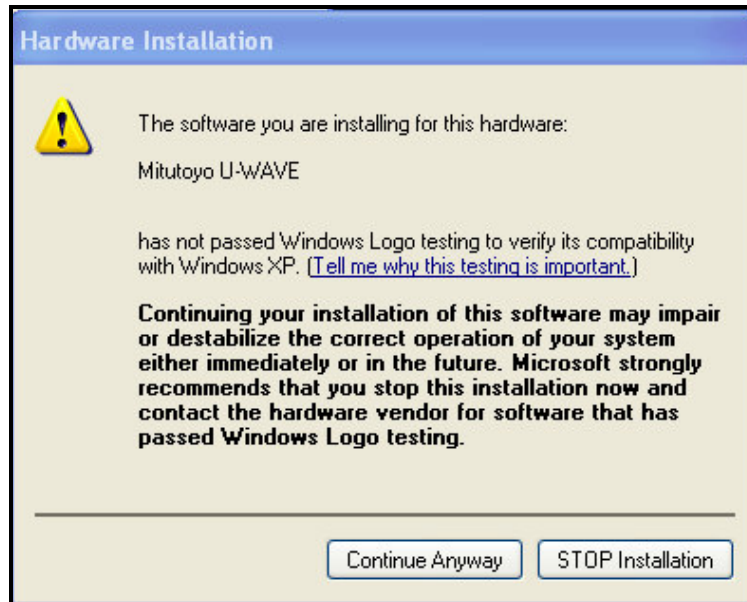 Hardware Installation
The software you are installing for this hardware:
Mitutoyo U-WAVE
has not passed Windows Logo testing to verify its compatibility
with Windows XP. (Tell me why this testing is important.)
Continuing your installation of this software may impair
or destabilize the correct operation of your system
either immediately or in the future. Microsoft strongly
recommends that you stop this installation now and
contact the hardware vendor for software that has
passed Windows Logo testing.
Continue Anyway
STOP Installation